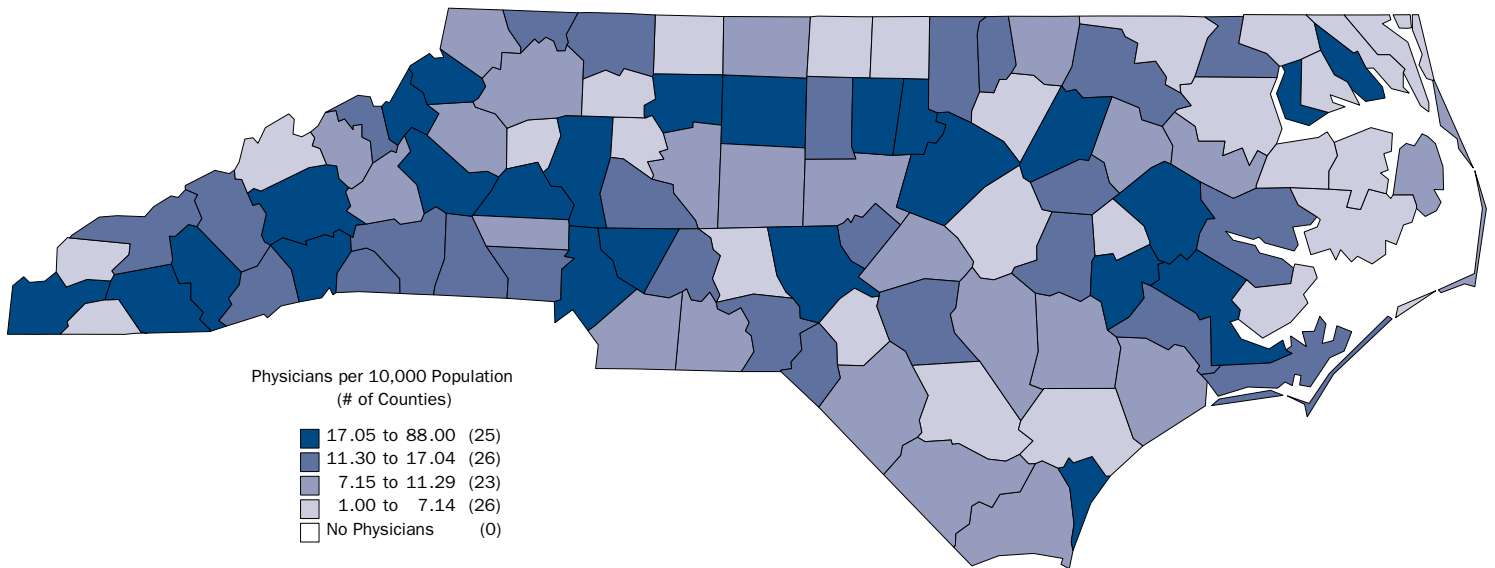 Physicians per 10,000 Population
(# of Counties)
17.05 to 88.00 (25)
11.30 to 17.04 (26)
7.15 to 11.29 (23)
1.00 to 7.14 (26)
No Physicians (0)